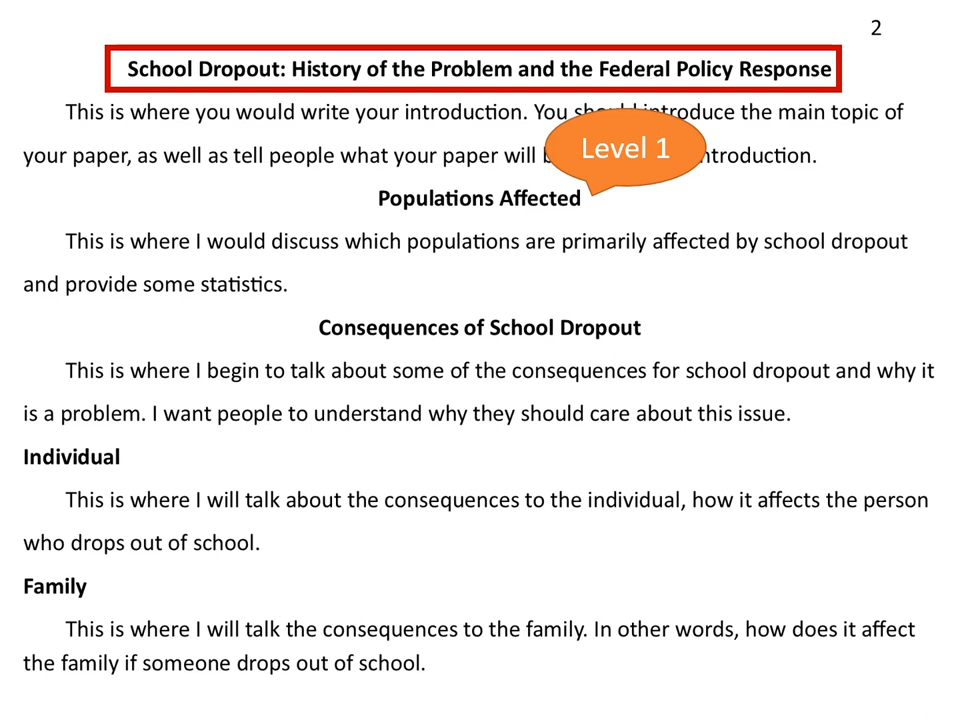 2
School Dropout: History of the Problem and the Federal Policy Response
This is where you would write your introduction. You should introduce the main topic of
your paper, as well as tell people what your paper will ntroduction.
Level 1
Populations Affected
This is where I would discuss which populations are primarily affected by school dropout
and provide some statistics.
Consequences of School Dropout
This is where I begin to talk about some of the consequences for school dropout and why it
is a problem. I want people to understand why they should care about this issue.
Individual
This is where I will talk about the consequences to the individual, how it affects the person
who drops out of school.
Family
This is where I will talk the consequences to the family. In other words, how does it affect
the family if someone drops out of school.